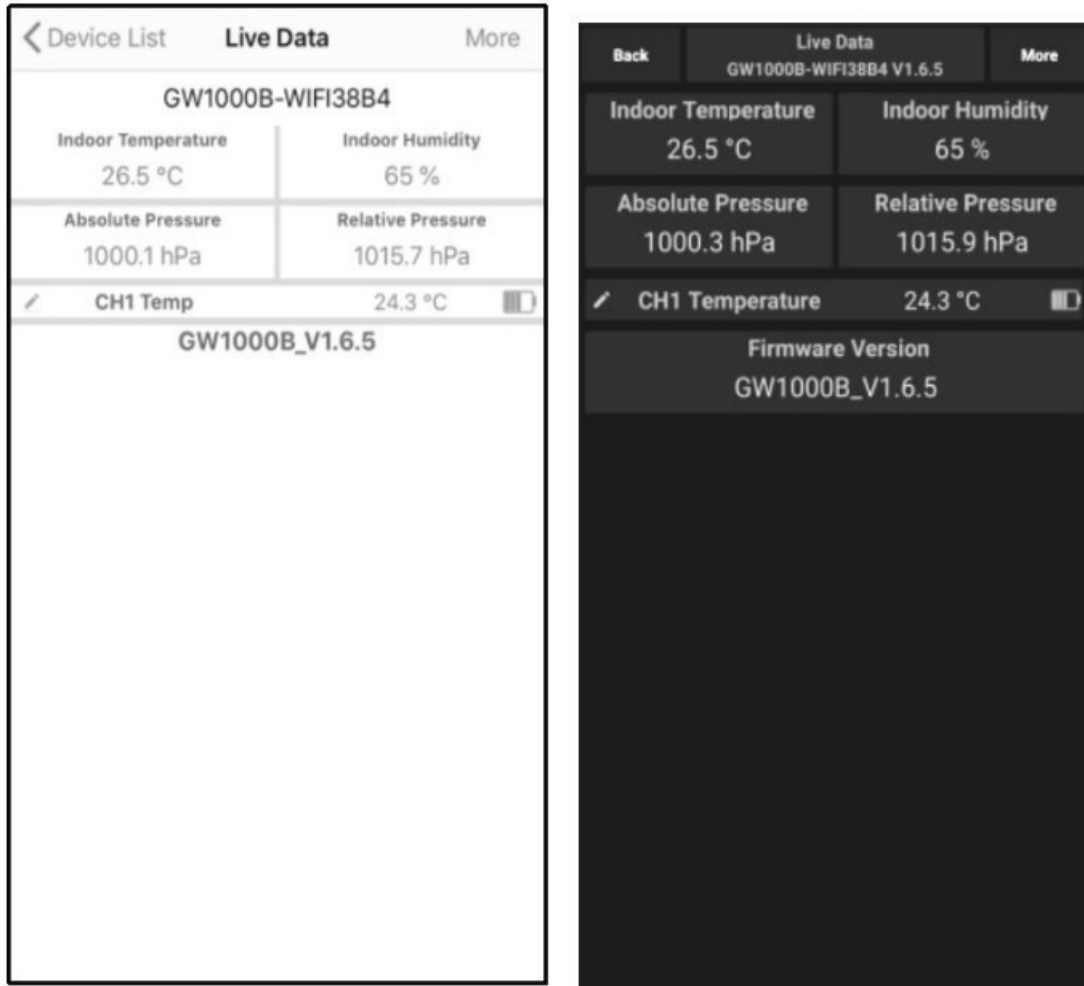 Device List Live Data More
GW1000B-WIFI38B4
Indoor Temperature Indoor Humidity
26.5 °C 65 %
Absolute Pressure Relative Pressure
1000.1 hPa 1015.7 hPa
CH1 Temp 24.3 °C
GW1000B_V1.6.5
Back Live Data More
GW1000B-WIFI38B4 V1.6.5
Indoor Temperature Indoor Humidity
26.5 °C 65 %
Absolute Pressure Relative Pressure
1000.3 hPa 1015.9 hPa
CH1 Temperature 24.3 °C
Firmware Version
GW1000B_V1.6.5